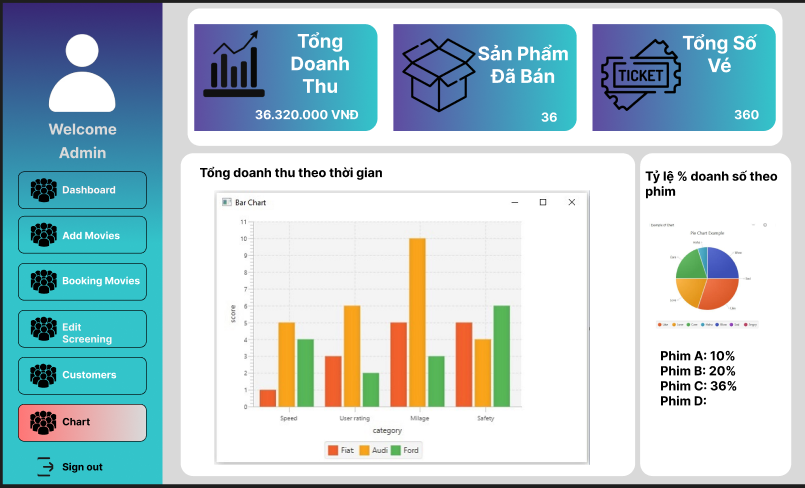 Welcome
Admin
Dashboard
Add Movies
Booking Movies
Edit
Screening
Customers
Chart
Sign out
Tổng
Doanh
Thu
36.320.000 VNĐ
Sản Phẩm
Đã Bán
36
TICKET
Tổng Số
Vé
360
Tổng doanh thu theo thời gian
Bar Chart
11
10
9
8
7
6
5
4
3
2
1
0
score
Speed
User rating
Milage
Safety
category
Fiat
Audi
Ford
Tỷ lệ % doanh số theo
phim
Pie Chart Example
Phim A: 10%
Phim B: 20%
Phim C: 36%
Phim D: